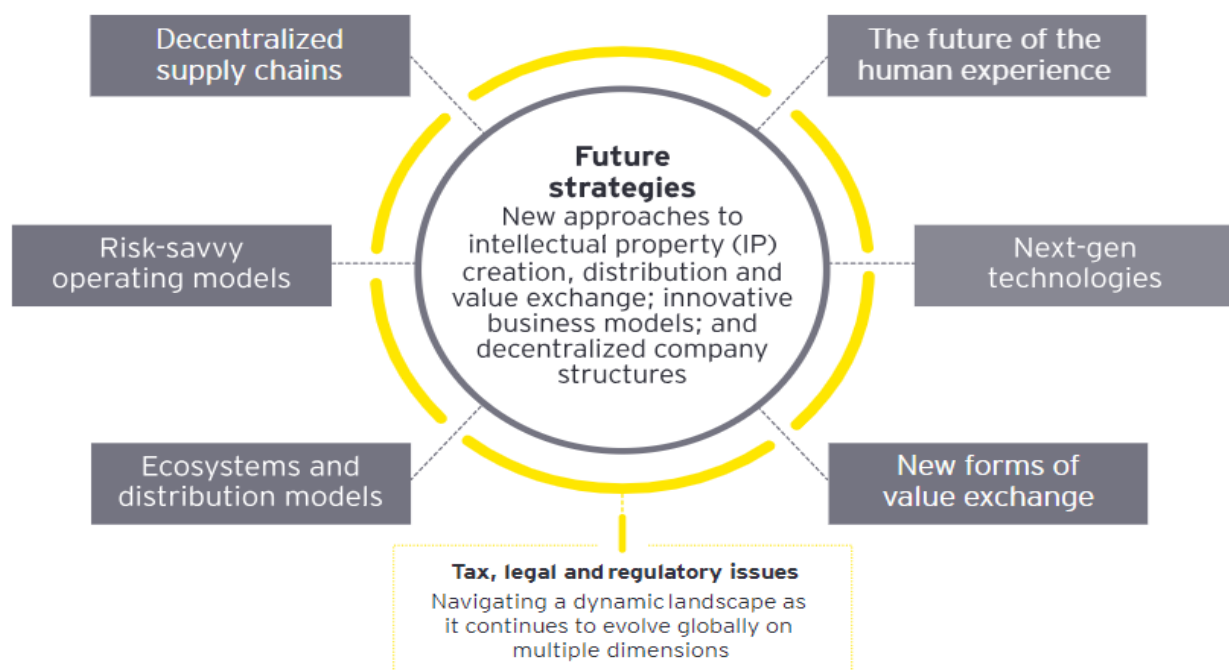 Decentralized
supply chains
The future of the
human experience
Future
strategies
New approaches to
intellectual property (IP)
creation, distribution and
value exchange; innovative
business models; and
decentralized company
structures
Risk-savvy
operating models
Next-gen
technologies
Ecosystems and
distribution models
New forms of
value exchange
Tax, legal and regulatory issues
Navigating a dynamic landscape as
it continues to evolve globally on
multiple dimensions